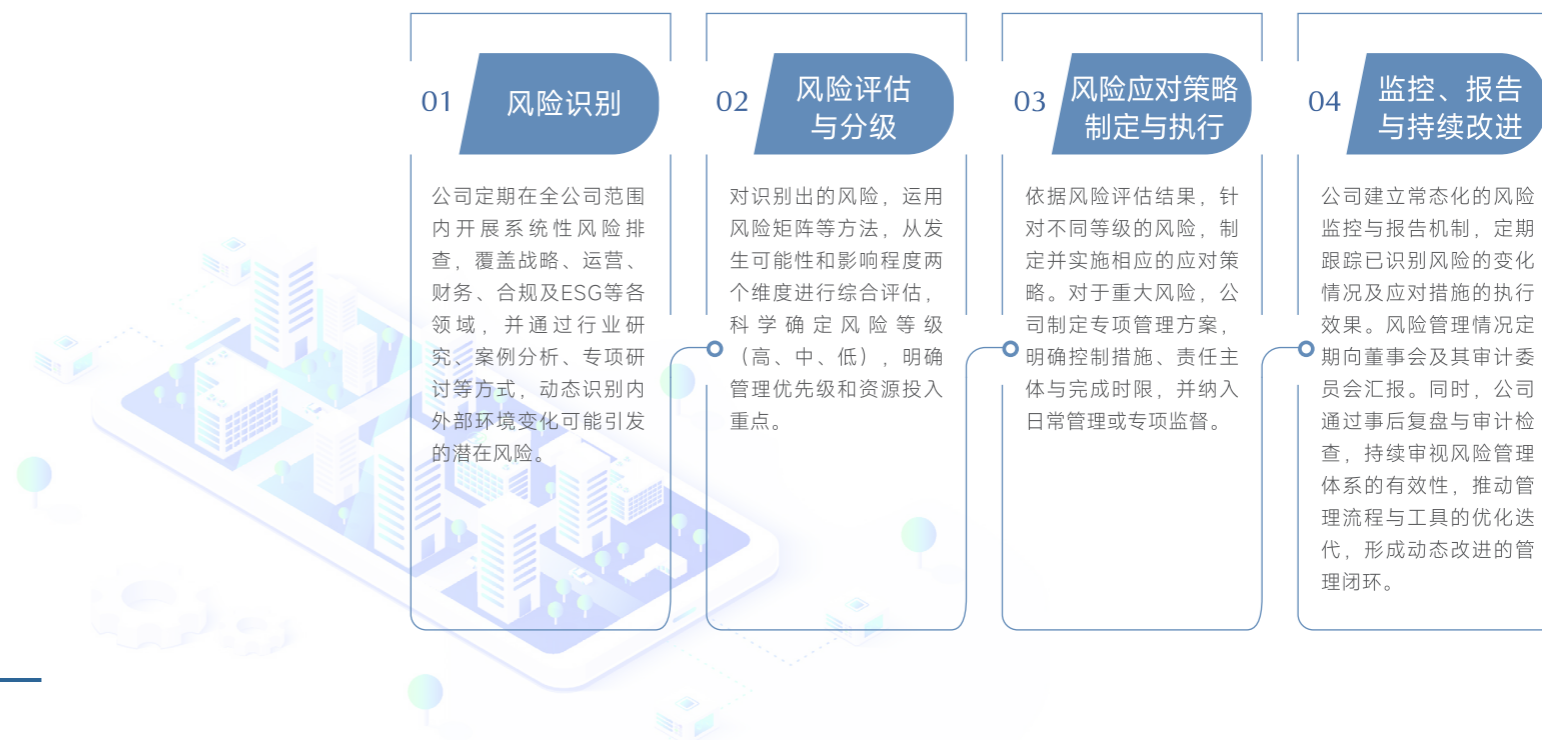 01
风险识别
公司定期在全公司范围
内开展系统性风险排
查，覆盖战略、运营、
财务、合规及ESG等各
领域，并通过行业研
究、案例分析、专项研
讨等方式，动态识别内
外部环境变化可能引发
的潜在风险。
02
风险评估
与分级
对识别出的风险，运用
风险矩阵等方法，从发
生可能性和影响程度两
个维度进行综合评估，
科学确定风险等级
（高、中、低），明确
管理优先级和资源投入
重点。
03
风险应对策略
制定与执行
依据风险评估结果，针
对不同等级的风险，制
定并实施相应的应对策
略。对于重大风险，公
司制定专项管理方案，
明确控制措施、责任主
体与完成时限，并纳入
日常管理或专项监督。
04
监控、报告
与持续改进
公司建立常态化的风险
监控与报告机制，定期
跟踪已识别风险的变化
情况及应对措施的执行
效果。风险管理情况定
期向董事会及其审计委
员会汇报。同时，公司
通过事后复盘与审计检
查，持续审视风险管理
体系的有效性，推动管
理流程与工具的优化迭
代，形成动态改进的管
理闭环。